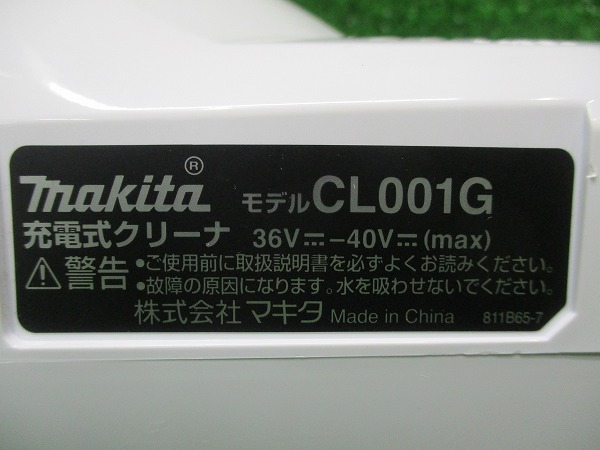 makita® モデル CL001G
充電式クリーナ 36V⎓-40V⎓(max)
⚠警告 •ご使用前に取扱説明書を必ずよくお読みください。
•故障の原因になります。水を吸わせないでください。
株式会社 マキタ Made in China 811B65-7